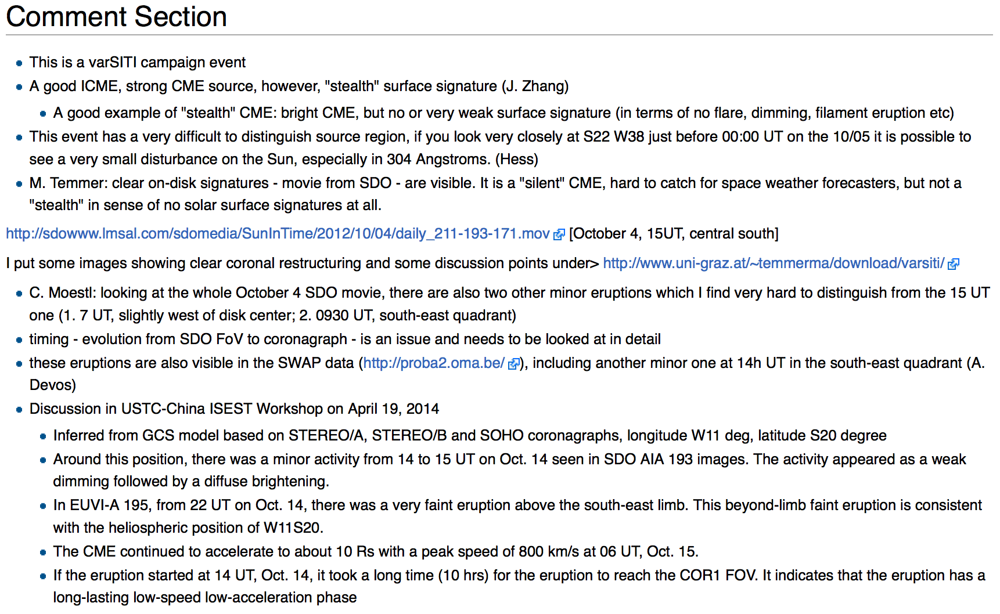 Comment Section
This is a varSITI campaign event
A good ICME, strong CME source, however, "stealth" surface signature (J. Zhang)
A good example of "stealth" CME: bright CME, but no or very weak surface signature (in terms of no flare, dimming, filament eruption etc)
This event has a very difficult to distinguish source region, if you look very closely at S22 W38 just before 00:00 UT on the 10/05 it is possible to
see a very small disturbance on the Sun, especially in 304 Angstroms. (Hess)
M. Temmer: clear on-disk signatures - movie from SDO - are visible. It is a "silent" CME, hard to catch for space weather forecasters, but not a
"stealth" in sense of no solar surface signatures at all.
http://sdowww.lmsal.com/sdomedia/SunInTime/2012/10/04/daily_211-193-171.mov [October 4, 15UT, central south]
I put some images showing clear coronal restructuring and some discussion points under> http://www.uni-graz.at/~temmerma/download/varsiti/
C. Moestl: looking at the whole October 4 SDO movie, there are also two other minor eruptions which I find very hard to distinguish from the 15 UT
one (1. 7 UT, slightly west of disk center; 2. 0930 UT, south-east quadrant)
timing - evolution from SDO FoV to coronagraph - is an issue and needs to be looked at in detail
these eruptions are also visible in the SWAP data (http://proba2.oma.be/ ), including another minor one at 14h UT in the south-east quadrant (A.
Devos)
Discussion in USTC-China ISEST Workshop on April 19, 2014
Inferred from GCS model based on STEREO/A, STEREO/B and SOHO coronagraphs, longitude W11 deg, latitude S20 degree
Around this position, there was a minor activity from 14 to 15 UT on Oct. 14 seen in SDO AIA 193 images. The activity appeared as a weak
dimming followed by a diffuse brightening.
In EUVI-A 195, from 22 UT on Oct. 14, there was a very faint eruption above the south-east limb. This beyond-limb faint eruption is consistent
with the heliospheric position of W11S20.
The CME continued to accelerate to about 10 Rs with a peak speed of 800 km/s at 06 UT, Oct. 15.
If the eruption started at 14 UT, Oct. 14, it took a long time (10 hrs) for the eruption to reach the COR1 FOV. It indicates that the eruption has a
long-lasting low-speed low-acceleration phase